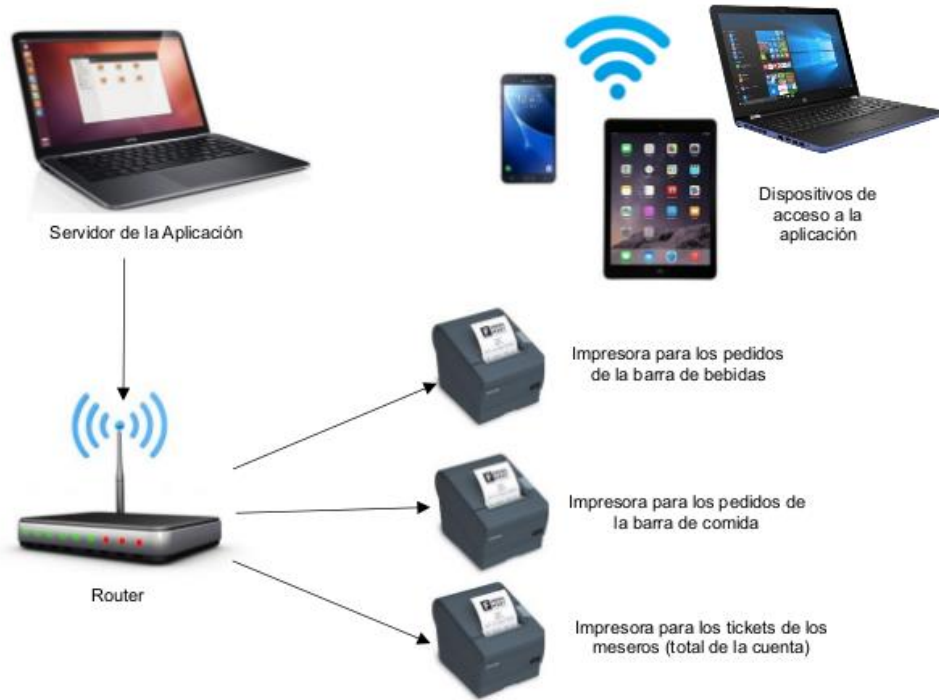 Servidor de la Aplicación
Dispositivos de
acceso a la
aplicación
Impresora para los pedidos
de la barra de bebidas
Impresora para los pedidos de
la barra de comida
Router
Impresora para los tickets de los
meseros (total de la cuenta)